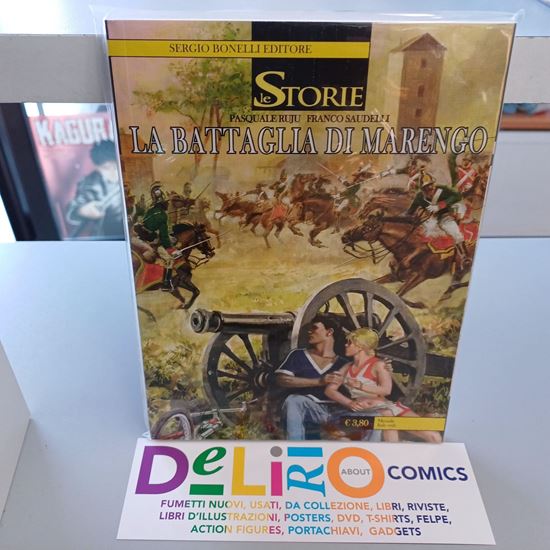 SERGIO BONELLI EDITORE
le STORIE
PASQUALE RUJU FRANCO SAUDELLI
LA BATTAGLIA DI MARENGO
KAGUR
€ 3,80
DELIRIO ABOUT COMICS
FUMETTI NUOVI, USATI, DA COLLEZIONE, LIBRI, RIVISTE,
LIBRI D'ILLUSTRAZIONI, POSTERS, DVD, T-SHIRTS, FELPE,
ACTION FIGURES, PORTACHIAVI, GADGETS